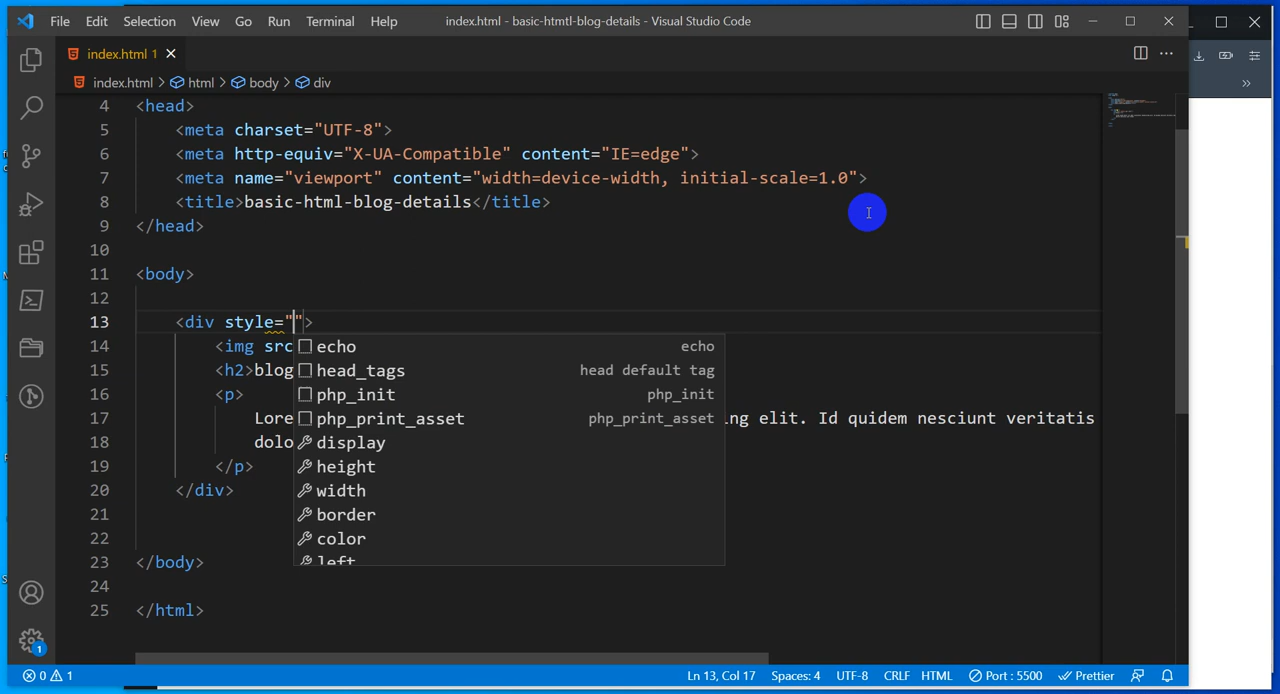 File Edit Selection View Go Run Terminal Help index.html - basic-htmtl-blog-details - Visual Studio Code
index.html 1
index.html > html > body > div
4 <head>
5 <meta charset="UTF-8">
6 <meta http-equiv="X-UA-Compatible" content="IE=edge">
7 <meta name="viewport" content="width=device-width, initial-scale=1.0">
8 <title>basic-html-blog-details</title>
9 </head>
10
11 <body>
12
13 <div style="">
14 <img src echo echo
15 <h2>blog head_tags head default tag
16 <p> php_init php_init
17 Lore php_print_asset php_print_asset ng elit. Id quidem nesciunt veritatis
18 dolo display
19 </p> height
20 </div> width
21 border
22 color
23 </body> left
24
25 </html>
0 1 Ln 13, Col 17 Spaces: 4 UTF-8 CRLF HTML Port : 5500 Prettier
1